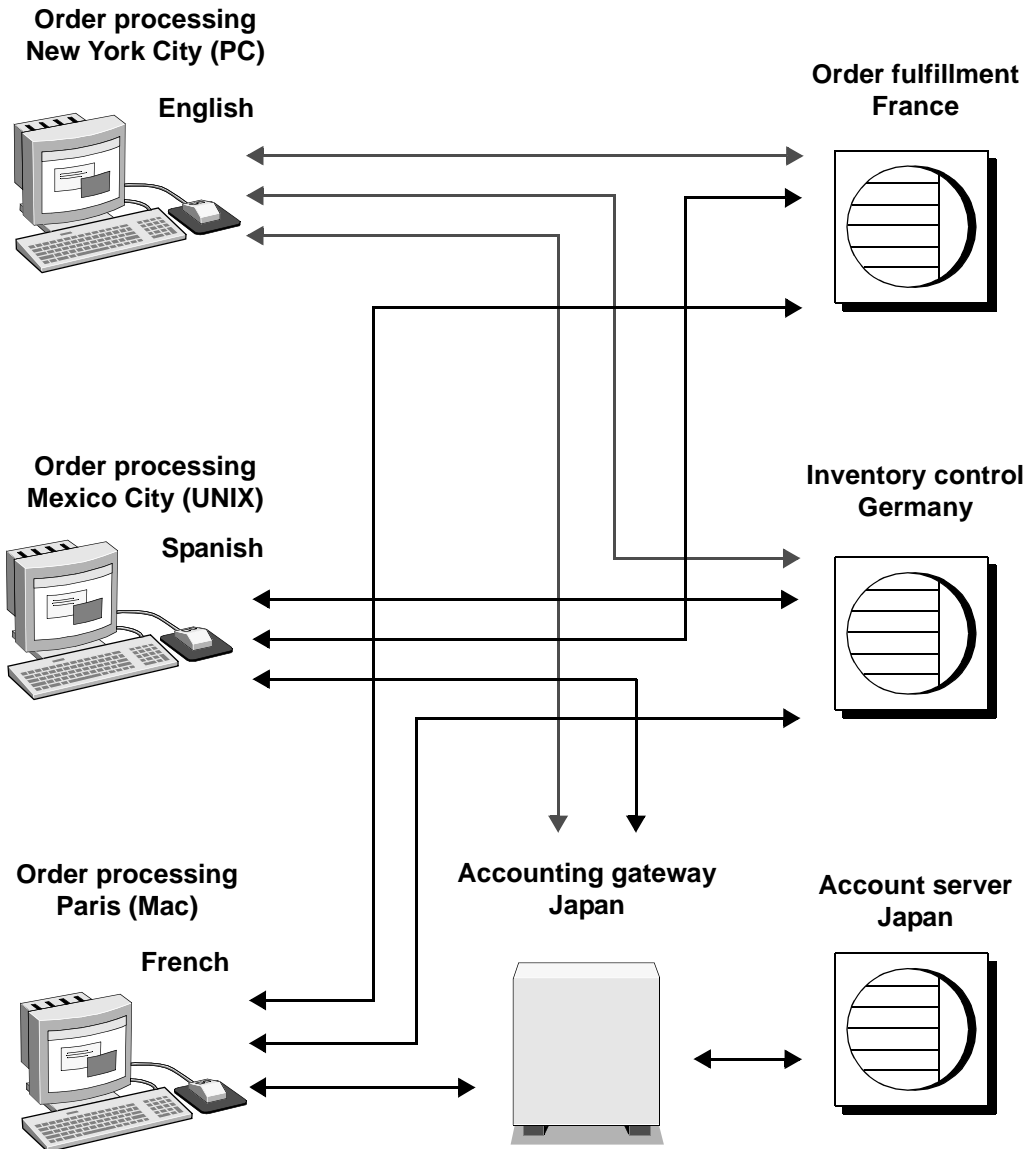 Order processing
New York City (PC)
English
Order fulfillment
France
Order processing
Mexico City (UNIX)
Spanish
Inventory control
Germany
Order processing
Paris (Mac)
French
Accounting gateway
Japan
Account server
Japan